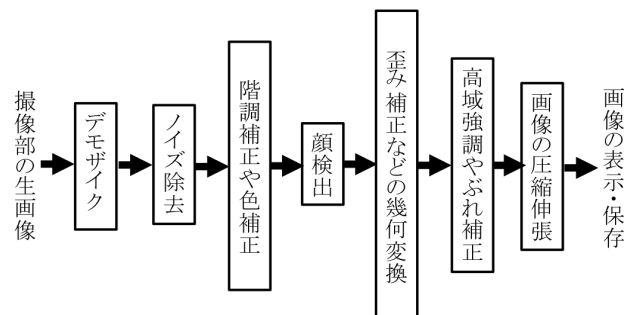 撮像部の生画像
デモザイク
ノイズ除去
階調補正や色補正
顔検出
歪み補正などの幾何変換
高域強調やぶれ補正
画像の圧縮伸張
画像の表示・保存